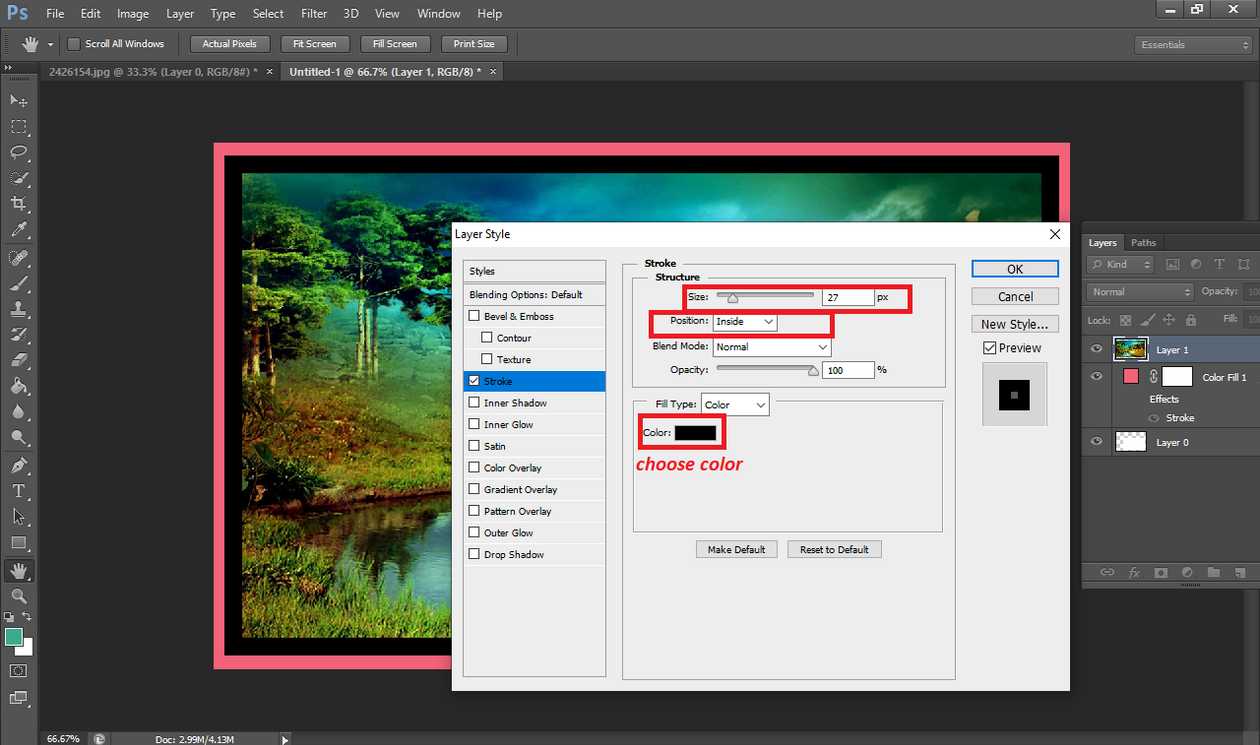 Ps File Edit Image Layer Type Select Filter 3D View Window Help
Scroll All Windows Actual Pixels Fit Screen Fill Screen Print Size Essentials
2426154.jpg @ 33.3% (Layer 0, RGB/8#) * × Untitled-1 @ 66.7% (Layer 1, RGB/8) * ×
Layer Style
Styles
Blending Options: Default
Bevel & Emboss
Contour
Texture
Stroke
Inner Shadow
Inner Glow
Satin
Color Overlay
Gradient Overlay
Pattern Overlay
Outer Glow
Drop Shadow
Stroke
Structure
Size: 27 px
Position: Inside
Blend Mode: Normal
Opacity: 100 %
Fill Type: Color
Color:
choose color
Make Default Reset to Default
OK
Cancel
New Style...
Preview
Layers Paths
Kind
Normal Opacity:
Lock: Fill:
Layer 1
Color Fill 1
Effects
Stroke
Layer 0
66.67% Doc: 2.99M/4.13M